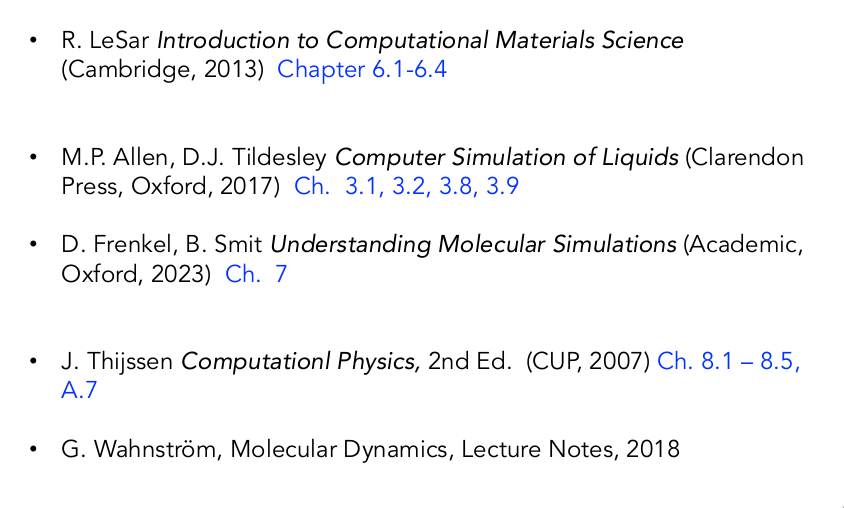 • R. LeSar Introduction to Computational Materials Science
(Cambridge, 2013)  Chapter 6.1-6.4
• M.P. Allen, D.J. Tildesley Computer Simulation of Liquids (Clarendon
Press, Oxford, 2017)  Ch.  3.1, 3.2, 3.8, 3.9
• D. Frenkel, B. Smit Understanding Molecular Simulations (Academic,
Oxford, 2023)  Ch.  7
• J. Thijssen Computationl Physics, 2nd Ed.  (CUP, 2007) Ch. 8.1 – 8.5,
A.7
• G. Wahnström, Molecular Dynamics, Lecture Notes, 2018